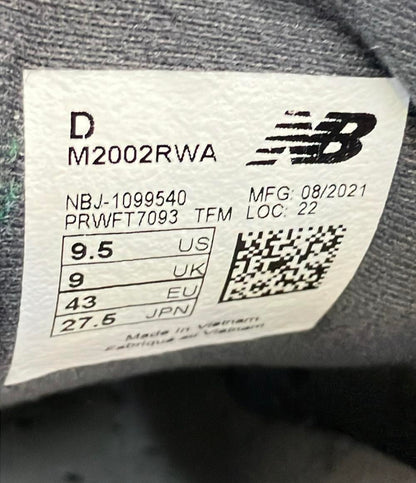 D
M2002RWA
NB
NBJ-1099540 MFG: 08/2021
PRWFT7093 TFM LOC: 22
9.5 US
9 UK
43 EU
27.5 JPN
Made in Vietnam
Fabriqué au Vietnam